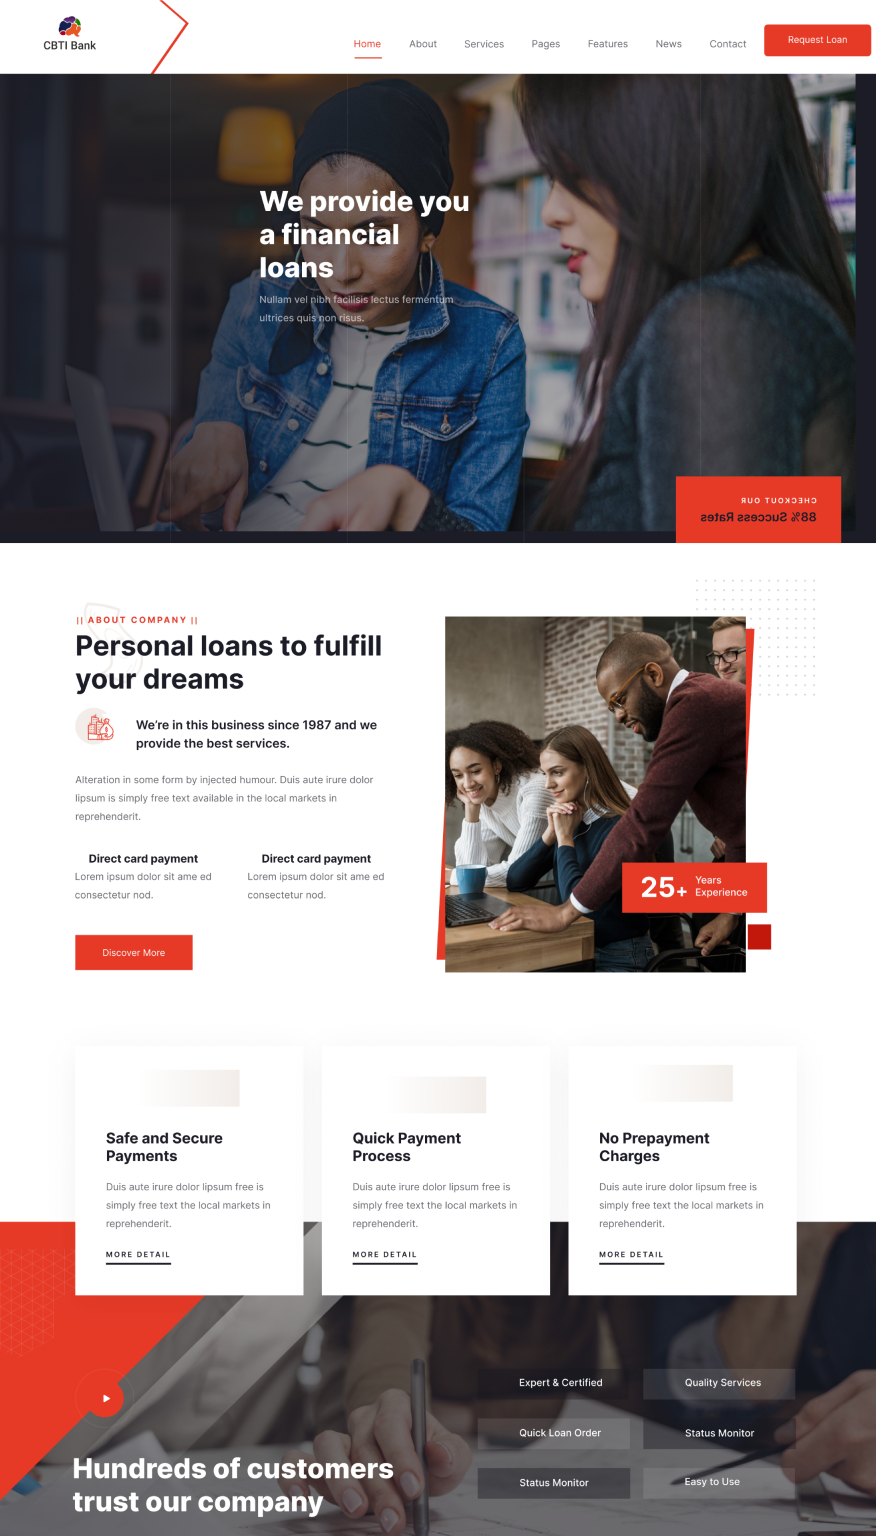 CBTI Bank
Home About Services Pages Features News Contact Request Loan
We provide you
a financial
loans
Nullam vel nibh facilisis lectus fermentum
ultrices quis non risus.
CHECKOUT OUR
88% Success Rates
|| ABOUT COMPANY ||
Personal loans to fulfill
your dreams
We're in this business since 1987 and we
provide the best services.
Alteration in some form by injected humour. Duis aute irure dolor
lipsum is simply free text available in the local markets in
reprehenderit.
Direct card payment
Lorem ipsum dolor sit ame ed
consectetur nod.
Direct card payment
Lorem ipsum dolor sit ame ed
consectetur nod.
Discover More
25+
Years
Experience
Safe and Secure
Payments
Duis aute irure dolor lipsum free is
simply free text the local markets in
reprehenderit.
MORE DETAIL
Quick Payment
Process
Duis aute irure dolor lipsum free is
simply free text the local markets in
reprehenderit.
MORE DETAIL
No Prepayment
Charges
Duis aute irure dolor lipsum free is
simply free text the local markets in
reprehenderit.
MORE DETAIL
Hundreds of customers
trust our company
Expert & Certified
Quality Services
Quick Loan Order
Status Monitor
Status Monitor
Easy to Use